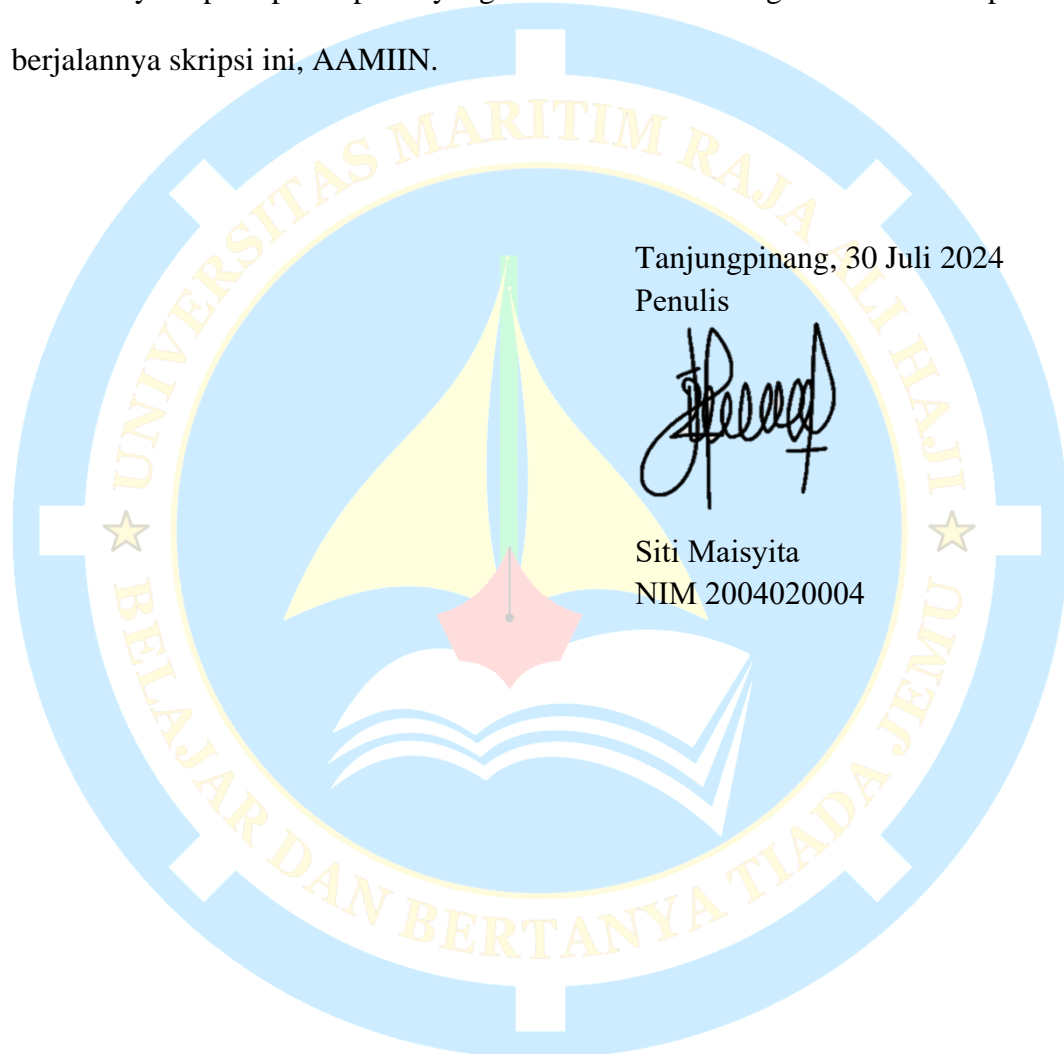 berjalannya skripsi ini, AAMIIN.
UNIVERSITAS MARITIM RAJA ALI HAJI
Tanjungpinang, 30 Juli 2024
Penulis
Siti Maisyita
NIM 2004020004
BELAJAR DAN BERTANYA TIADA JEMU